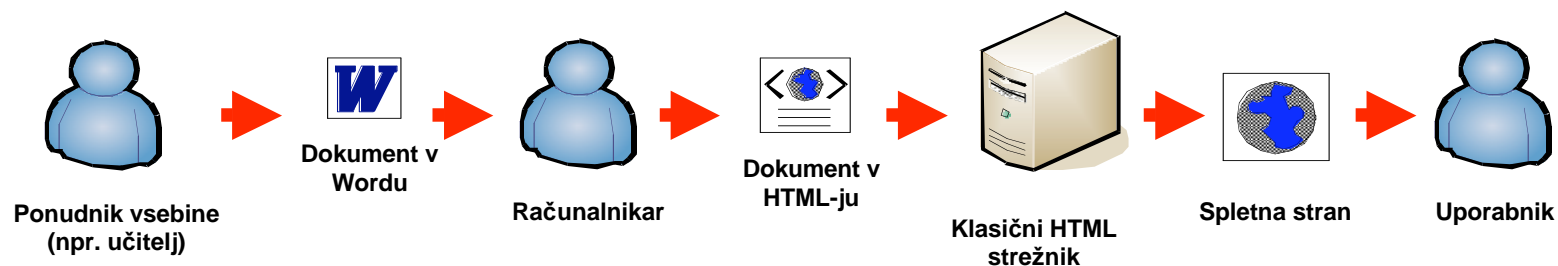 W
Dokument v
Wordu
Ponudnik vsebine
(npr. učitelj)
Računalnikar
< >
Dokument v
HTML-ju
Klasični HTML
strežnik
Spletna stran
Uporabnik